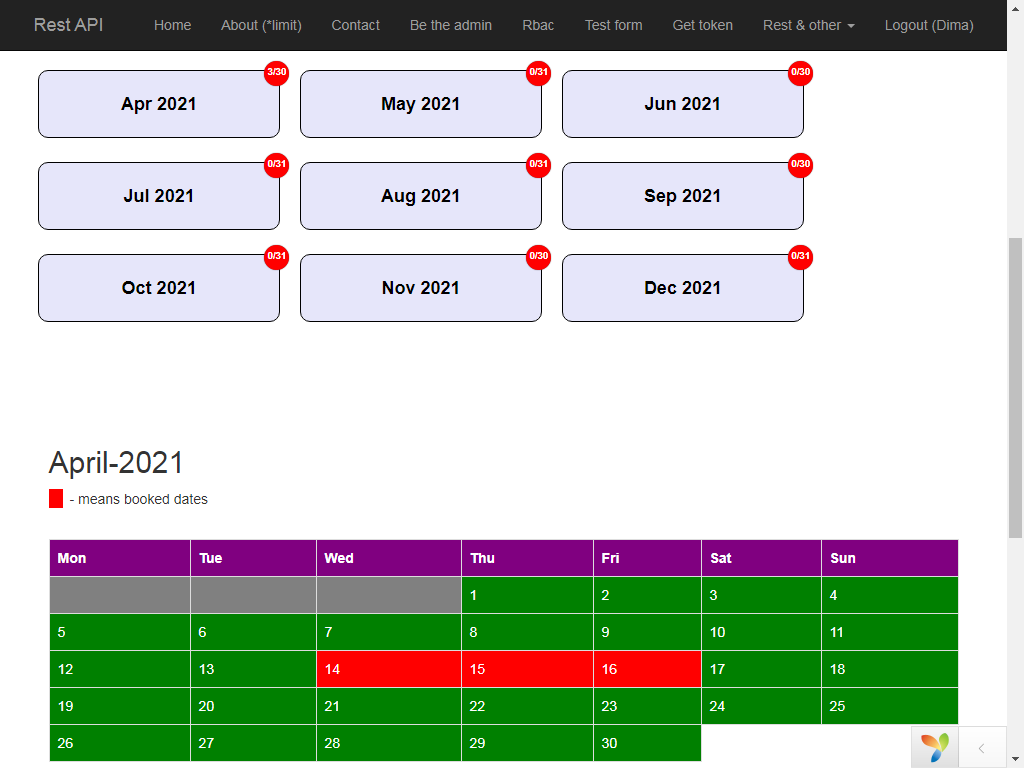 Rest API Home About (*limit) Contact Be the admin Rbac Test form Get token Rest & other Logout (Dima)
3/30 0/31 0/30
Apr 2021 May 2021 Jun 2021
0/31 0/31 0/30
Jul 2021 Aug 2021 Sep 2021
0/31 0/30 0/31
Oct 2021 Nov 2021 Dec 2021
April-2021
- means booked dates
Mon Tue Wed Thu Fri Sat Sun
1 2 3 4
5 6 7 8 9 10 11
12 13 14 15 16 17 18
19 20 21 22 23 24 25
26 27 28 29 30